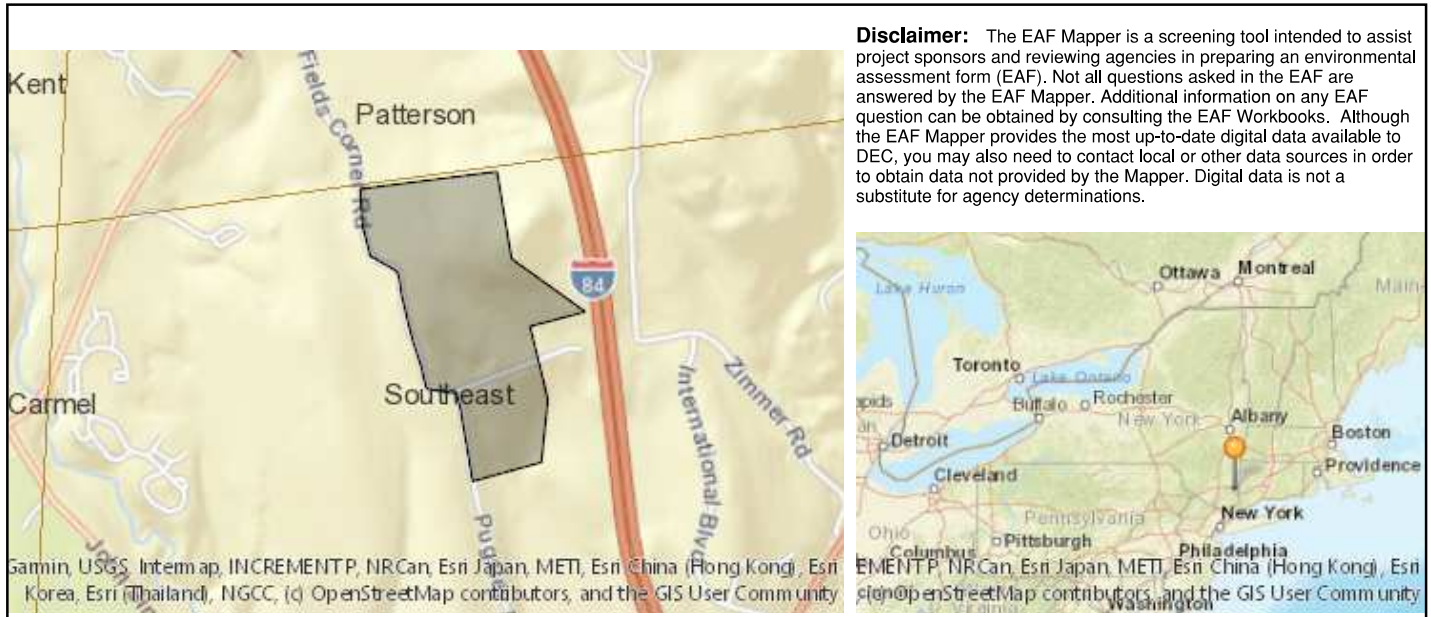 Disclaimer: The EAF Mapper is a screening tool intended to assist
project sponsors and reviewing agencies in preparing an environmental
assessment form (EAF). Not all questions asked in the EAF are
answered by the EAF Mapper. Additional information on any EAF
question can be obtained by consulting the EAF Workbooks. Although
the EAF Mapper provides the most up-to-date digital data available to
DEC, you may also need to contact local or other data sources in order
to obtain data not provided by the Mapper. Digital data is not a
substitute for agency determinations.
Kent
Fields Corner Rd
Patterson
84
Southeast
Carmel
International Blvd
Zimmer Rd
Garmin, USGS, Intermap, INCREMENT P, NRCan, Esri Japan, METI, Esri China (Hong Kong), Esri
Korea, Esri (Thailand), NGCC, (c) OpenStreetMap contributors, and the GIS User Community
Lake Huron
Ottawa
Montreal
Toronto
Lake Ontario
Buffalo
Rochester
New York
Albany
Boston
Detroit
Providence
Cleveland
New York
Pennsylvania
Ohio
Pittsburgh
Columbus
Philadelphia
EMENT P, NRCan, Esri Japan, METI, Esri China (Hong Kong), Esri
(c) OpenStreetMap contributors, and the GIS User Community
Washington